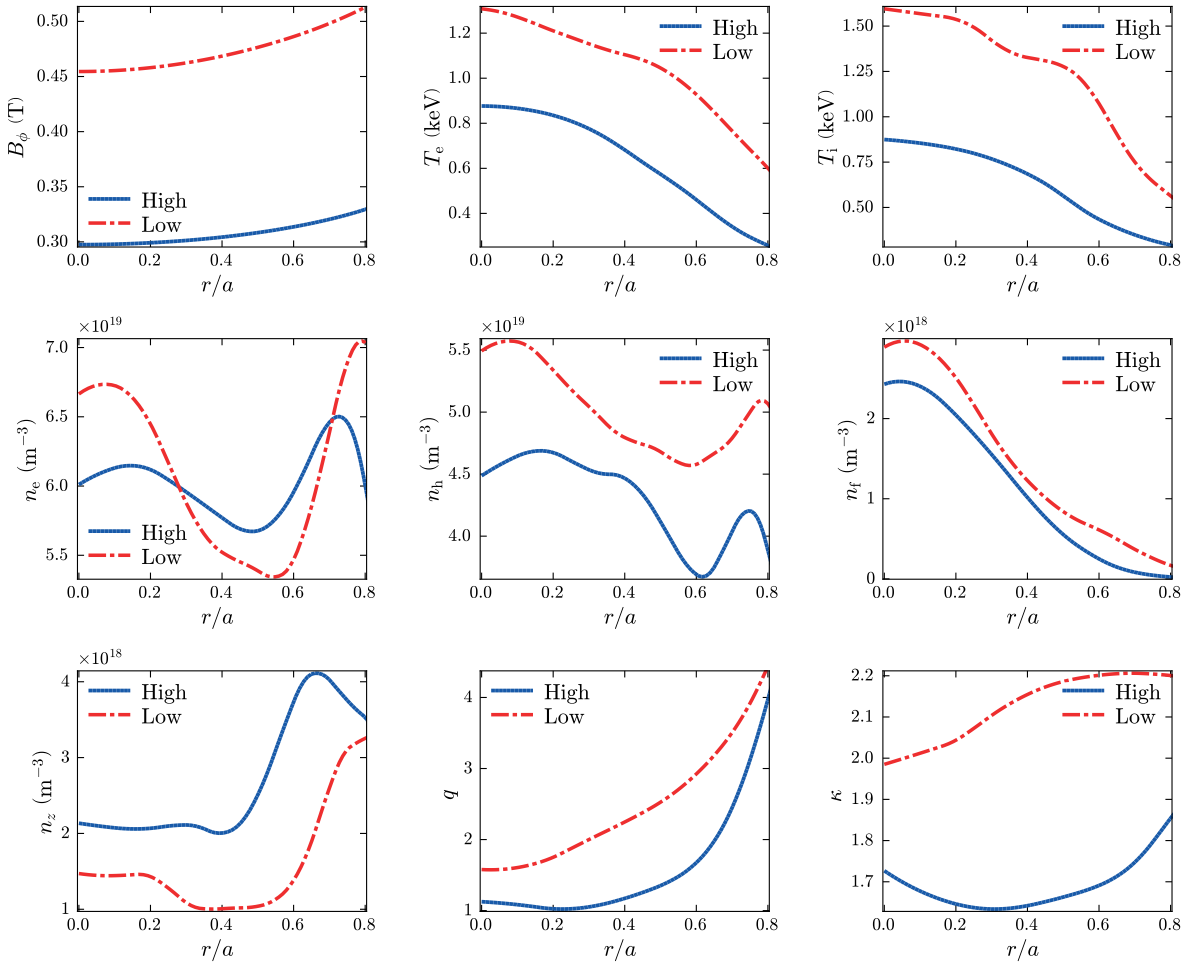 0.50
0.45
0.40
0.35
0.30
B_ϕ (T)
High
Low
0.0 0.2 0.4 0.6 0.8
r/a
1.2
1.0
0.8
0.6
0.4
T_e (keV)
High
Low
0.0 0.2 0.4 0.6 0.8
r/a
1.50
1.25
1.00
0.75
0.50
T_i (keV)
High
Low
0.0 0.2 0.4 0.6 0.8
r/a
×10^19
7.0
6.5
6.0
5.5
n_e (m^−3)
High
Low
0.0 0.2 0.4 0.6 0.8
r/a
×10^19
5.5
5.0
4.5
4.0
n_h (m^−3)
High
Low
0.0 0.2 0.4 0.6 0.8
r/a
×10^18
2
1
0
n_f (m^−3)
High
Low
0.0 0.2 0.4 0.6 0.8
r/a
×10^18
4
3
2
1
n_z (m^−3)
High
Low
0.0 0.2 0.4 0.6 0.8
r/a
4
3
2
1
q
High
Low
0.0 0.2 0.4 0.6 0.8
r/a
2.2
2.1
2.0
1.9
1.8
1.7
κ
High
Low
0.0 0.2 0.4 0.6 0.8
r/a